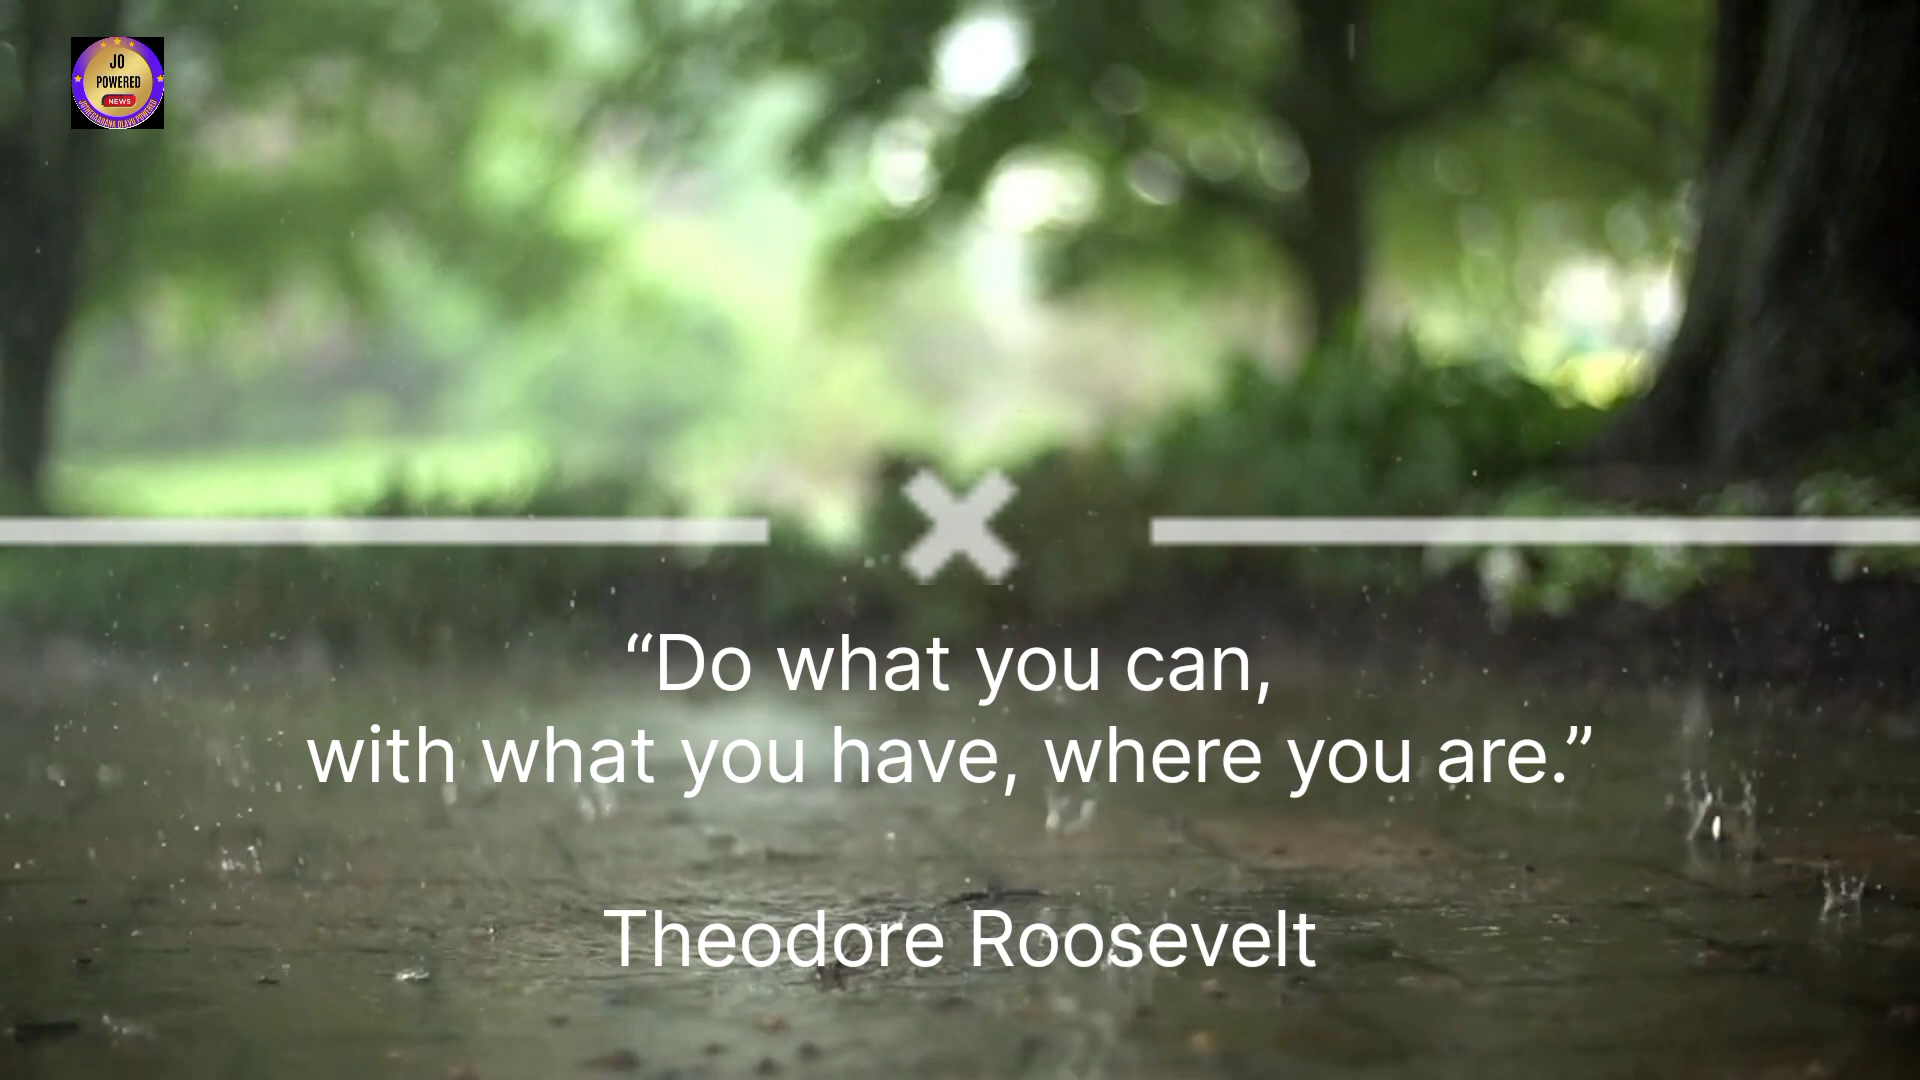 JO
POWERED
NEWS
“Do what you can,
with what you have, where you are.”
Theodore Roosevelt